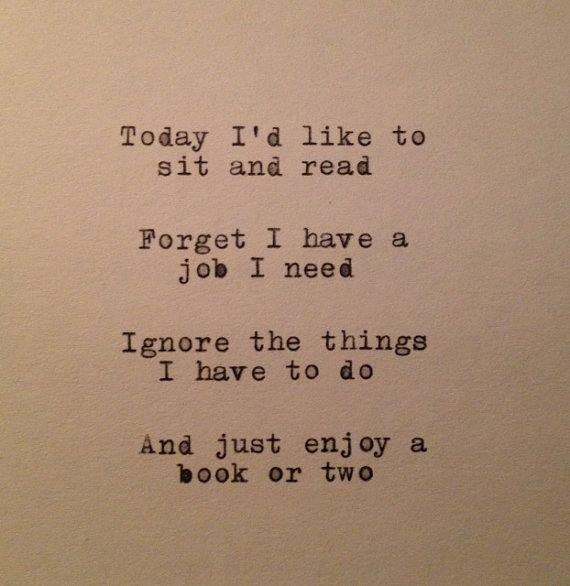 Today I'd like to
sit and read
Forget I have a
job I need
Ignore the things
I have to do
And just enjoy a
book or two